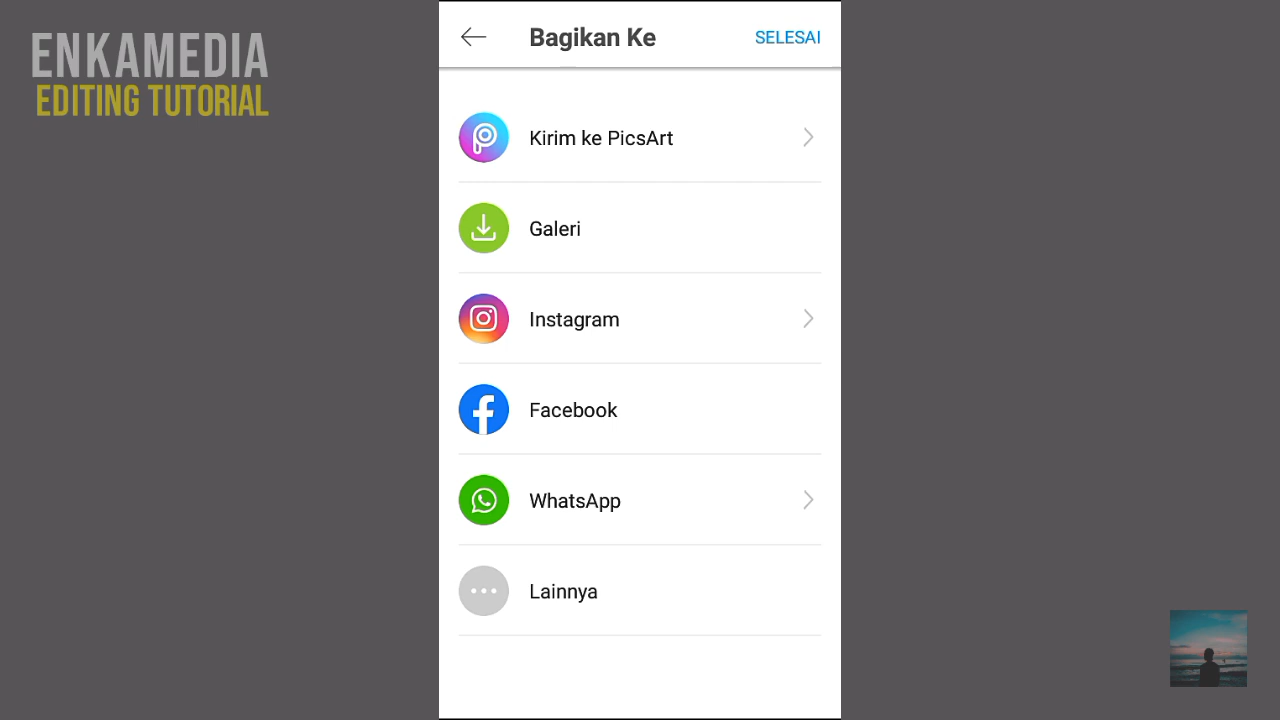 ENKAMEDIA
EDITING TUTORIAL
Bagikan Ke
SELESAI
Kirim ke PicsArt
Galeri
Instagram
Facebook
WhatsApp
Lainnya